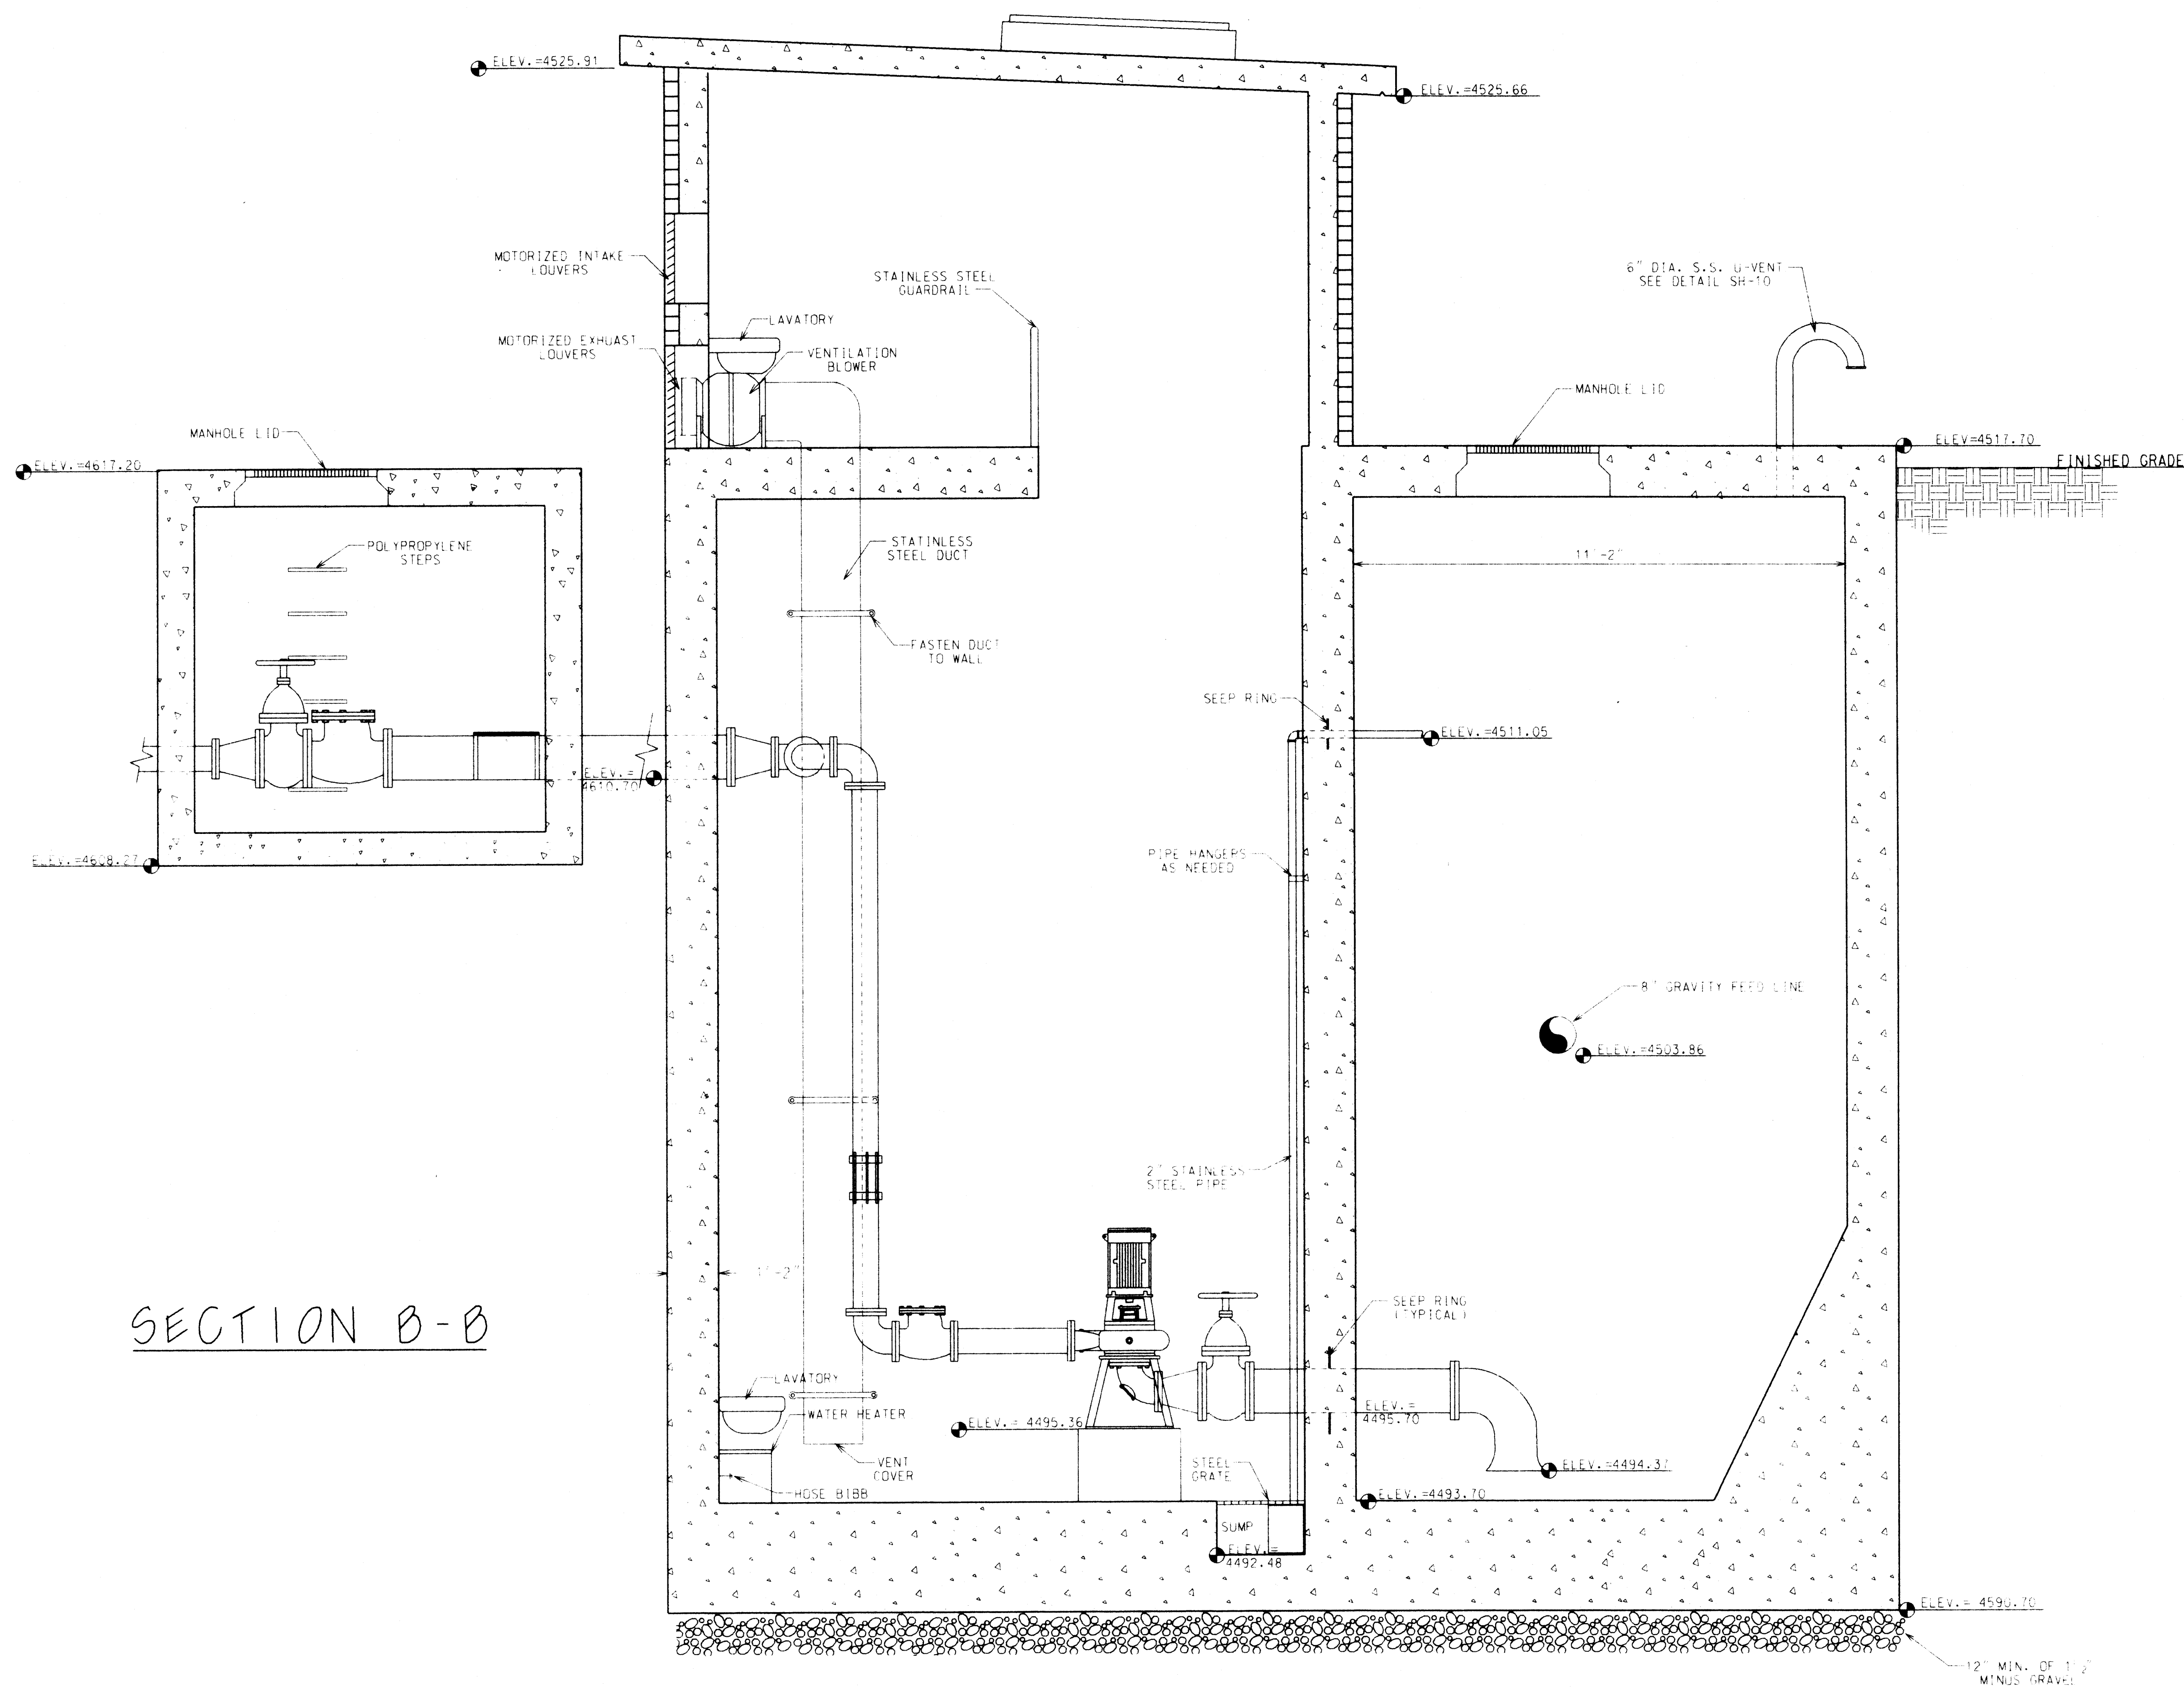 ELEV.=4525.91
ELEV.=4525.66
MOTORIZED INTAKE
LOUVERS
STAINLESS STEEL
GUARDRAIL
6" DIA. S.S. U-VENT
SEE DETAIL SH-10
LAVATORY
MOTORIZED EXHUAST
LOUVERS
VENTILATION
BLOWER
MANHOLE LID
MANHOLE LID
ELEV=4517.70
ELEV.=4617.20
FINISHED GRADE
POLYPROPYLENE
STEPS
STATINLESS
STEEL DUCT
11'-2"
FASTEN DUCT
TO WALL
SEEP RING
ELEV.=4511.05
ELEV.=
4610.70
ELEV.=4608.27
PIPE HANGERS
AS NEEDED
8" GRAVITY FEED LINE
ELEV.=4503.86
2" STAINLESS
STEEL PIPE
1'-2"
SEEP RING
(TYPICAL)
SECTION B-B
LAVATORY
WATER HEATER
ELEV.= 4495.36
ELEV.=
4495.70
VENT
COVER
STEEL
GRATE
ELEV.=4494.37
HOSE BIBB
ELEV.=4493.70
SUMP
ELEV.=
4492.48
ELEV.= 4590.70
12" MIN. OF 1½"
MINUS GRAVEL